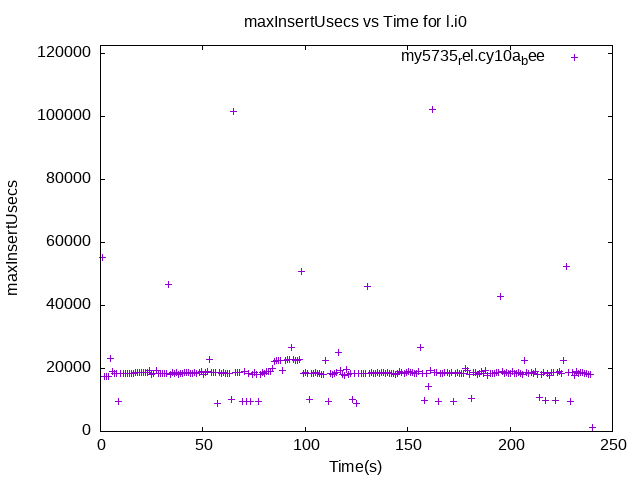 maxInsertUsecs vs Time for l.i0
my5735_rel.cy10a_bee
120000
100000
80000
60000
40000
20000
0
maxInsertUsecs
0 50 100 150 200 250
Time(s)